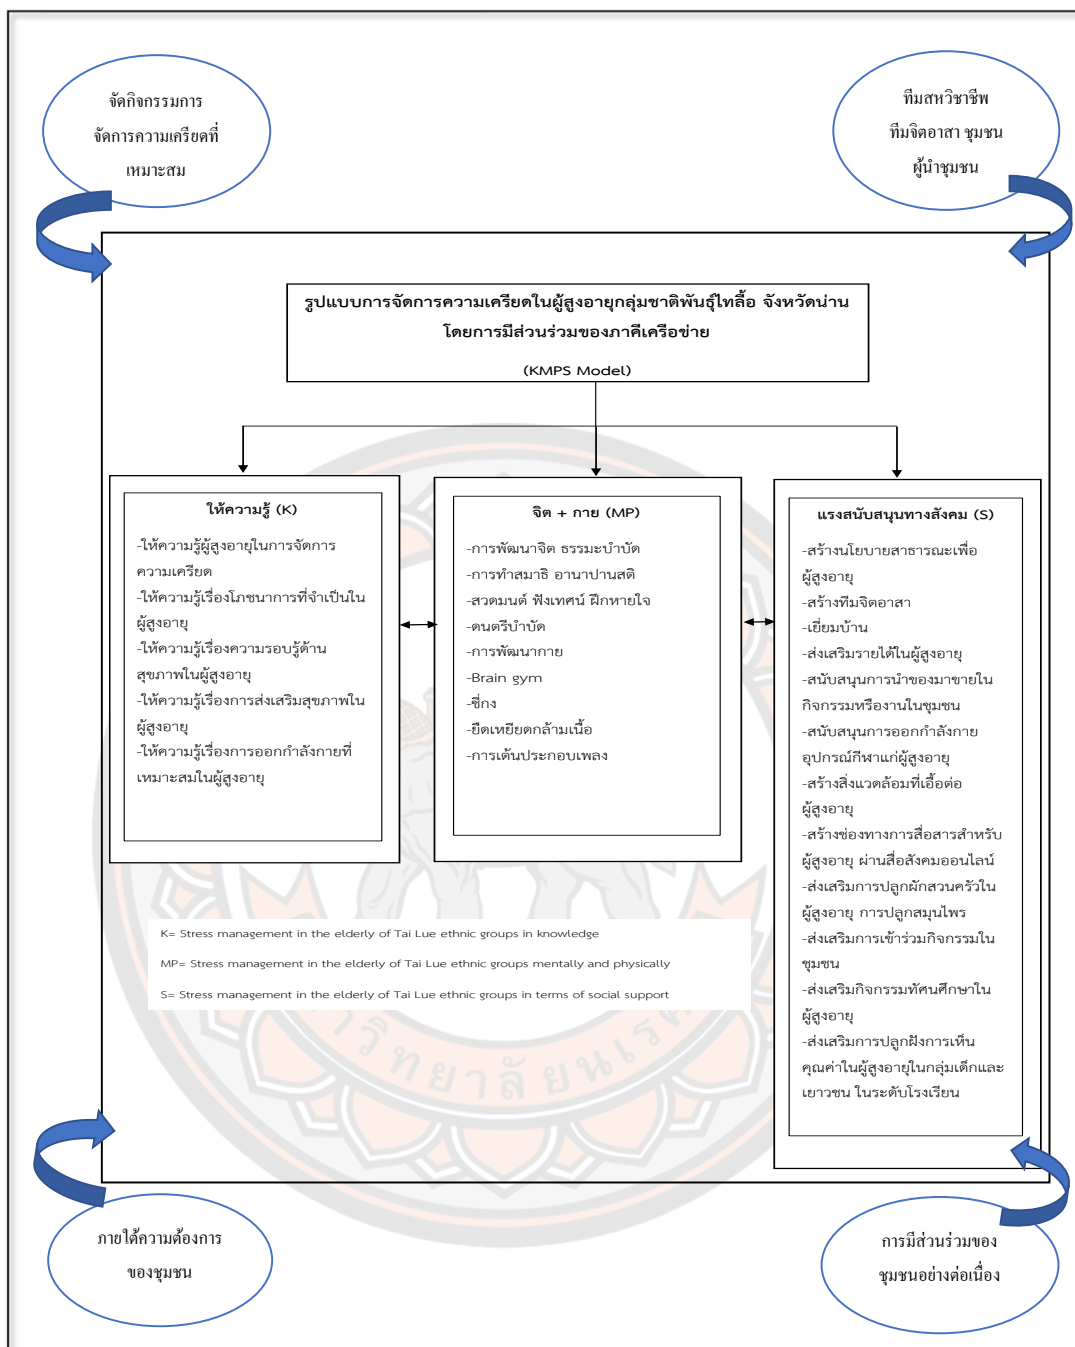 จัดกิจกรรมการ
จัดการความเครียดที่
เหมาะสม
ทีมสหวิชาชีพ
ทีมจิตอาสา ชุมชน
ผู้นำชุมชน
รูปแบบการจัดการความเครียดในผู้สูงอายุกลุ่มชาติพันธุ์ไทลื้อ จังหวัดน่าน
โดยการมีส่วนร่วมของภาคีเครือข่าย
(KMPS Model)
ให้ความรู้ (K)
-ให้ความรู้ผู้สูงอายุในการจัดการ
ความเครียด
-ให้ความรู้เรื่องโภชนาการที่จำเป็นใน
ผู้สูงอายุ
-ให้ความรู้เรื่องความรอบรู้ด้าน
สุขภาพในผู้สูงอายุ
-ให้ความรู้เรื่องการส่งเสริมสุขภาพใน
ผู้สูงอายุ
-ให้ความรู้เรื่องการออกกำลังกายที่
เหมาะสมในผู้สูงอายุ
จิต + กาย (MP)
-การพัฒนาจิต ธรรมะบำบัด
-การทำสมาธิ อานาปานสติ
-สวดมนต์ ฟังเทศน์ ฝึกหายใจ
-ดนตรีบำบัด
-การพัฒนากาย
-Brain gym
-ชี่กง
-ยืดเหยียดกล้ามเนื้อ
-การเต้นประกอบเพลง
แรงสนับสนุนทางสังคม (S)
-สร้างนโยบายสาธารณะเพื่อ
ผู้สูงอายุ
-สร้างทีมจิตอาสา
-เยี่ยมบ้าน
-ส่งเสริมรายได้ในผู้สูงอายุ
-สนับสนุนการนำของมาขายใน
กิจกรรมหรืองานในชุมชน
-สนับสนุนการออกกำลังกาย
อุปกรณ์กีฬาแก่ผู้สูงอายุ
-สร้างสิ่งแวดล้อมที่เอื้อต่อ
ผู้สูงอายุ
-สร้างช่องทางการสื่อสารสำหรับ
ผู้สูงอายุ ผ่านสื่อสังคมออนไลน์
-ส่งเสริมการปลูกผักสวนครัวใน
ผู้สูงอายุ การปลูกสมุนไพร
-ส่งเสริมการเข้าร่วมกิจกรรมใน
ชุมชน
-ส่งเสริมกิจกรรมทัศนศึกษาใน
ผู้สูงอายุ
-ส่งเสริมการปลูกฝังการเห็น
คุณค่าในผู้สูงอายุในกลุ่มเด็กและ
เยาวชน ในระดับโรงเรียน
K= Stress management in the elderly of Tai Lue ethnic groups in knowledge
MP= Stress management in the elderly of Tai Lue ethnic groups mentally and physically
S= Stress management in the elderly of Tai Lue ethnic groups in terms of social support
ภายใต้ความต้องการ
ของชุมชน
การมีส่วนร่วมของ
ชุมชนอย่างต่อเนื่อง